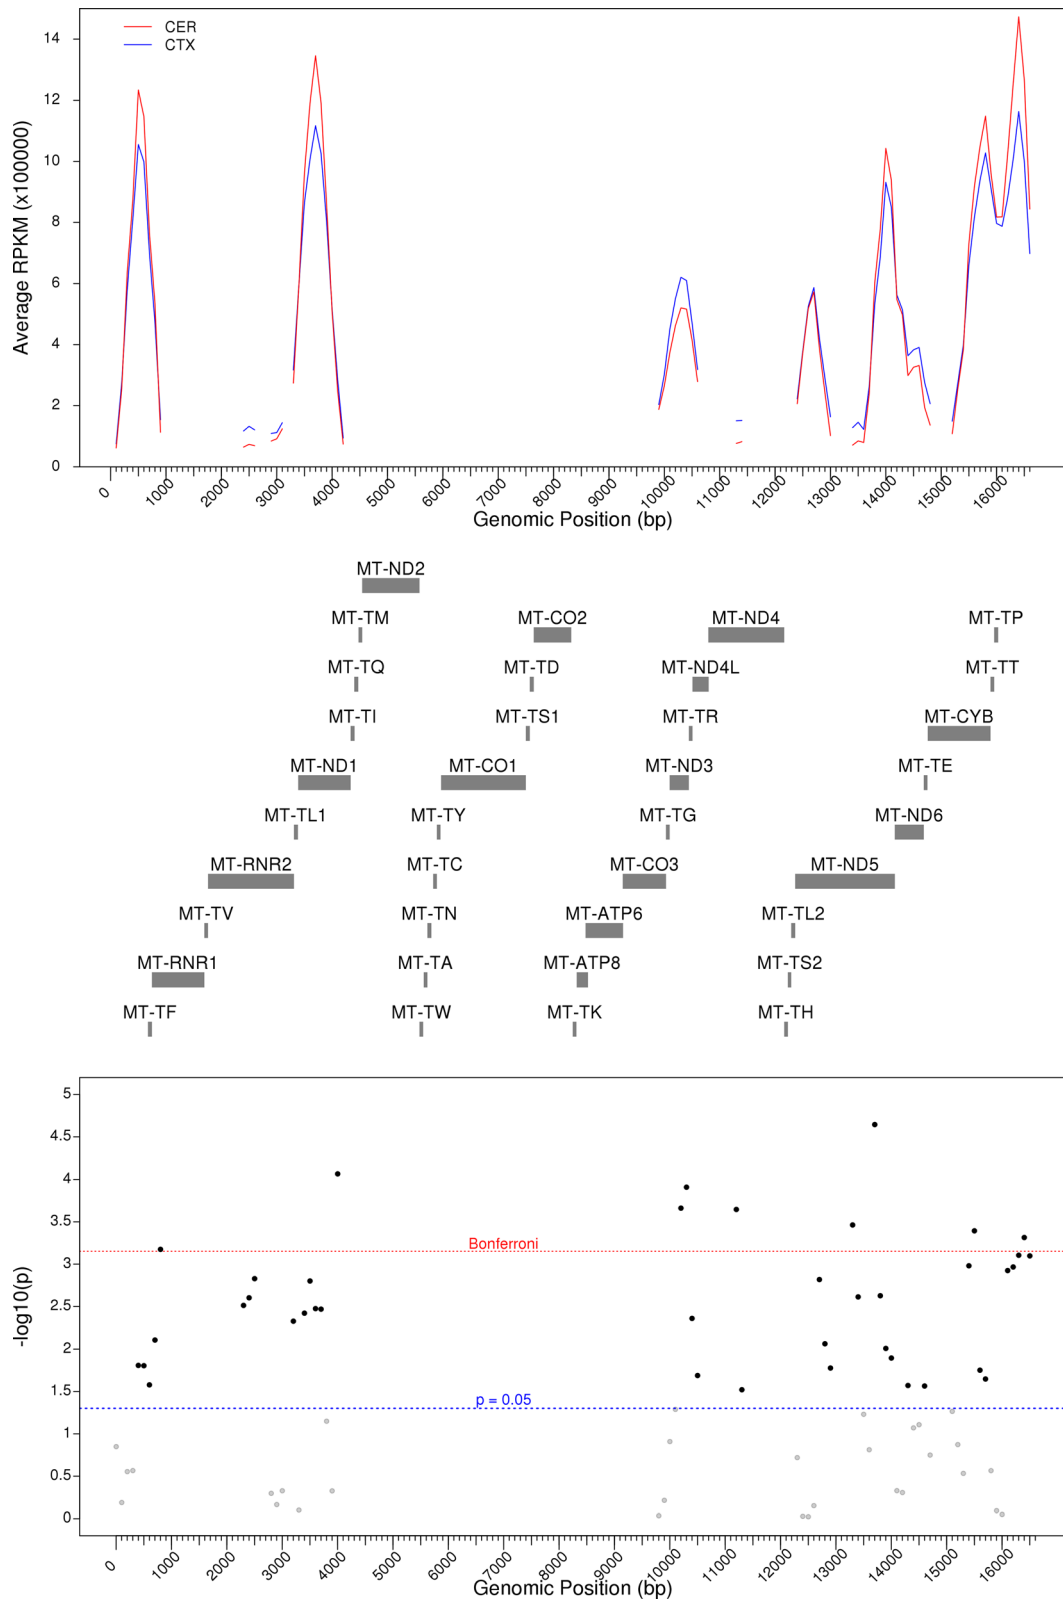 CER
CTX
Average RPKM (x100000)
14
12
10
8
6
4
2
0
0 1000 2000 3000 4000 5000 6000 7000 8000 9000 10000 11000 12000 13000 14000 15000 16000
Genomic Position (bp)
MT-ND2
MT-TM MT-CO2 MT-ND4 MT-TP
MT-TQ MT-TD MT-ND4L MT-TT
MT-TI MT-TS1 MT-TR MT-CYB
MT-ND1 MT-CO1 MT-ND3 MT-TE
MT-TL1 MT-TY MT-TG MT-ND6
MT-RNR2 MT-TC MT-CO3 MT-ND5
MT-TV MT-TN MT-ATP6 MT-TL2
MT-RNR1 MT-TA MT-ATP8 MT-TS2
MT-TF MT-TW MT-TK MT-TH
-log10(p)
5
4.5
4
3.5
Bonferroni
3
2.5
2
1.5
p = 0.05
1
0.5
0
0 1000 2000 3000 4000 5000 6000 7000 8000 9000 10000 11000 12000 13000 14000 15000 16000
Genomic Position (bp)